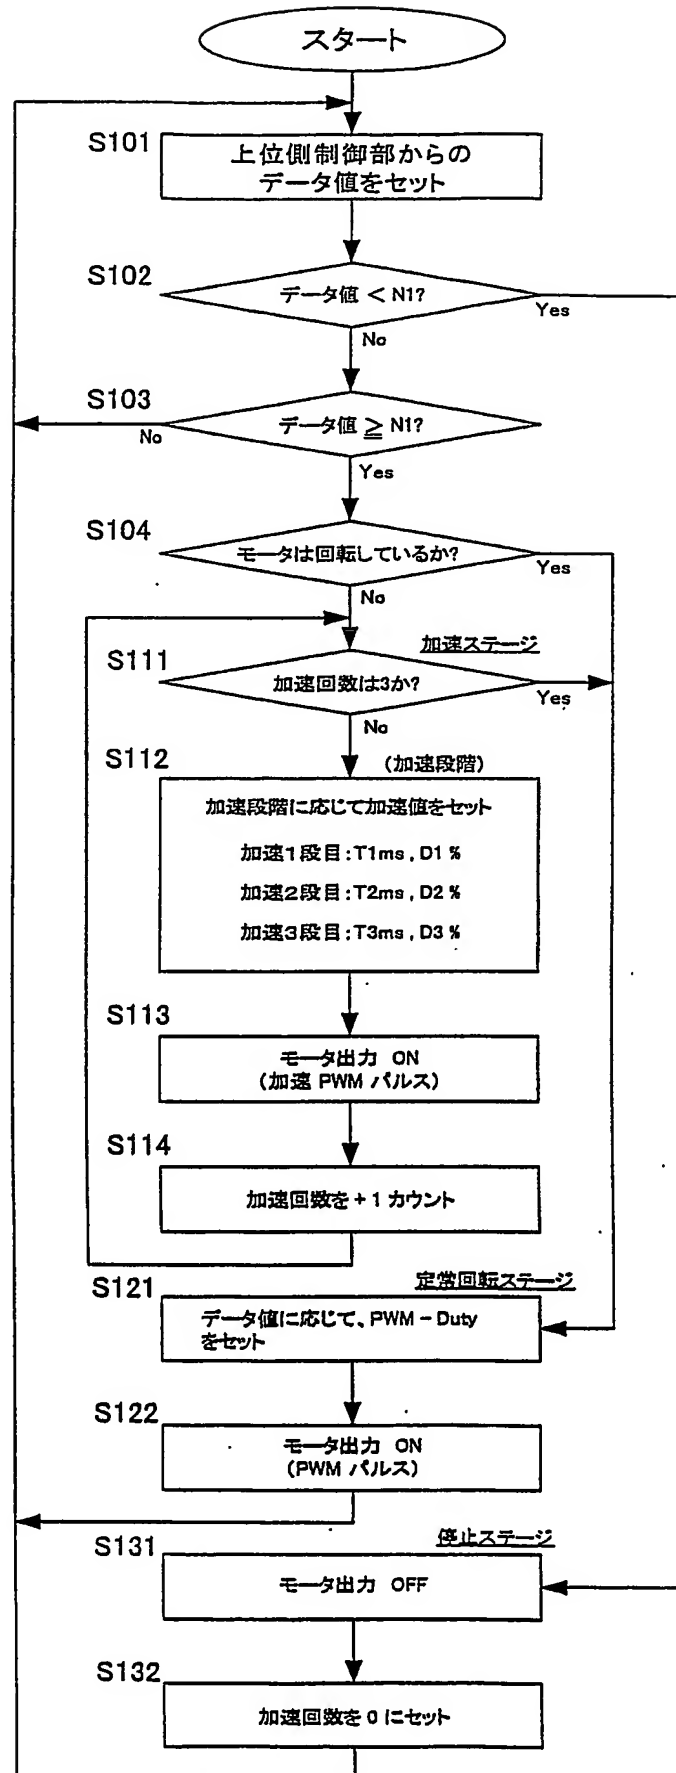 スタート
S101
上位側制御部からの
データ値をセット
S102
データ値 < N1?
Yes
No
S103
データ値 ≧ N1?
No
Yes
S104
モータは回転しているか?
Yes
No
加速ステージ
S111
加速回数は3か?
Yes
No
S112
(加速段階)
加速段階に応じて加速値をセット
加速1段目:T1ms , D1 %
加速2段目:T2ms , D2 %
加速3段目:T3ms , D3 %
S113
モータ出力 ON
(加速 PWM パルス)
S114
加速回数を + 1 カウント
定常回転ステージ
S121
データ値に応じて、PWM - Duty
をセット
S122
モータ出力 ON
(PWM パルス)
停止ステージ
S131
モータ出力 OFF
S132
加速回数を 0 にセット